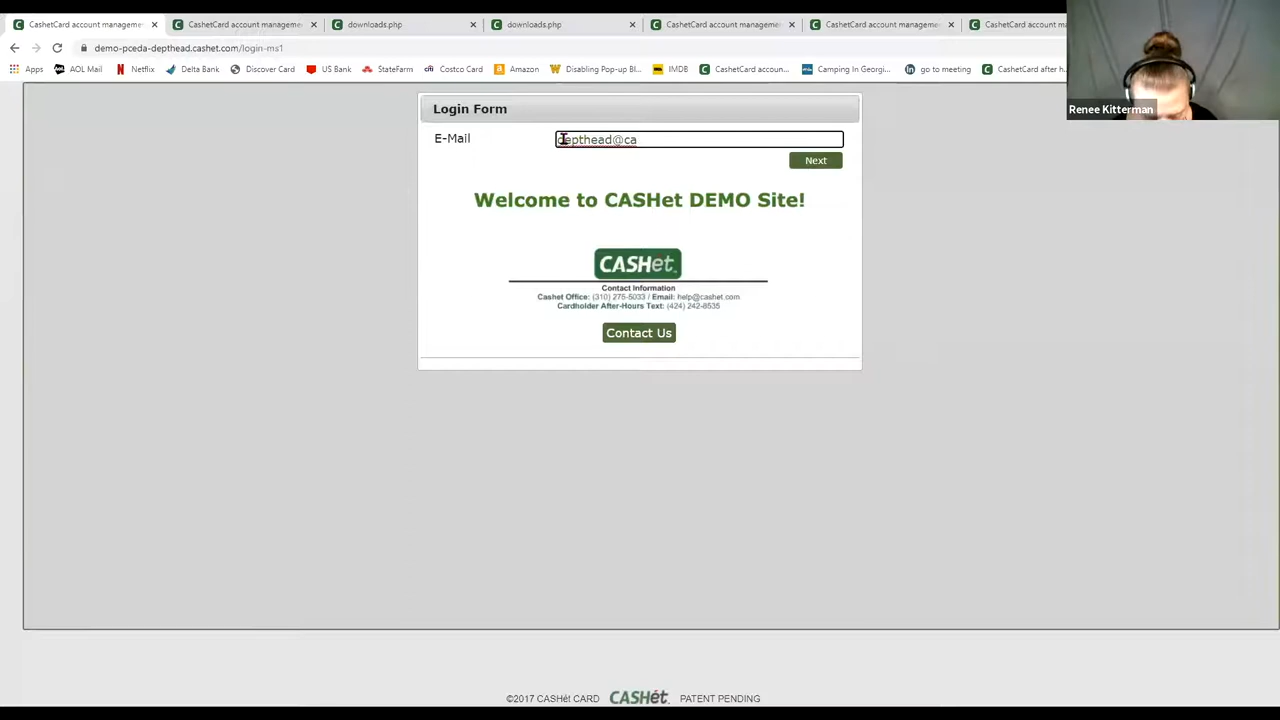 CashetCard account manageme
CashetCard account manageme
downloads.php
downloads.php
CashetCard account manageme
CashetCard account manageme
CashetCard account ma
demo-pceda-depthead.cashet.com/login-ms1
Apps
AOL Mail
Netflix
Delta Bank
Discover Card
US Bank
StateFarm
Costco Card
Amazon
Disabling Pop-up Bl...
IMDB
CashetCard accoun...
Camping In Georgi...
go to meeting
CashetCard after h
Renee Kitterman
Login Form
E-Mail
depthead@ca
Next
Welcome to CASHet DEMO Site!
CASHet
Contact Information
Cashet Office: (310) 275-5033 / Email: help@cashet.com
Cardholder After-Hours Text: (424) 242-8535
Contact Us
©2017 CASHét CARD CASHét PATENT PENDING